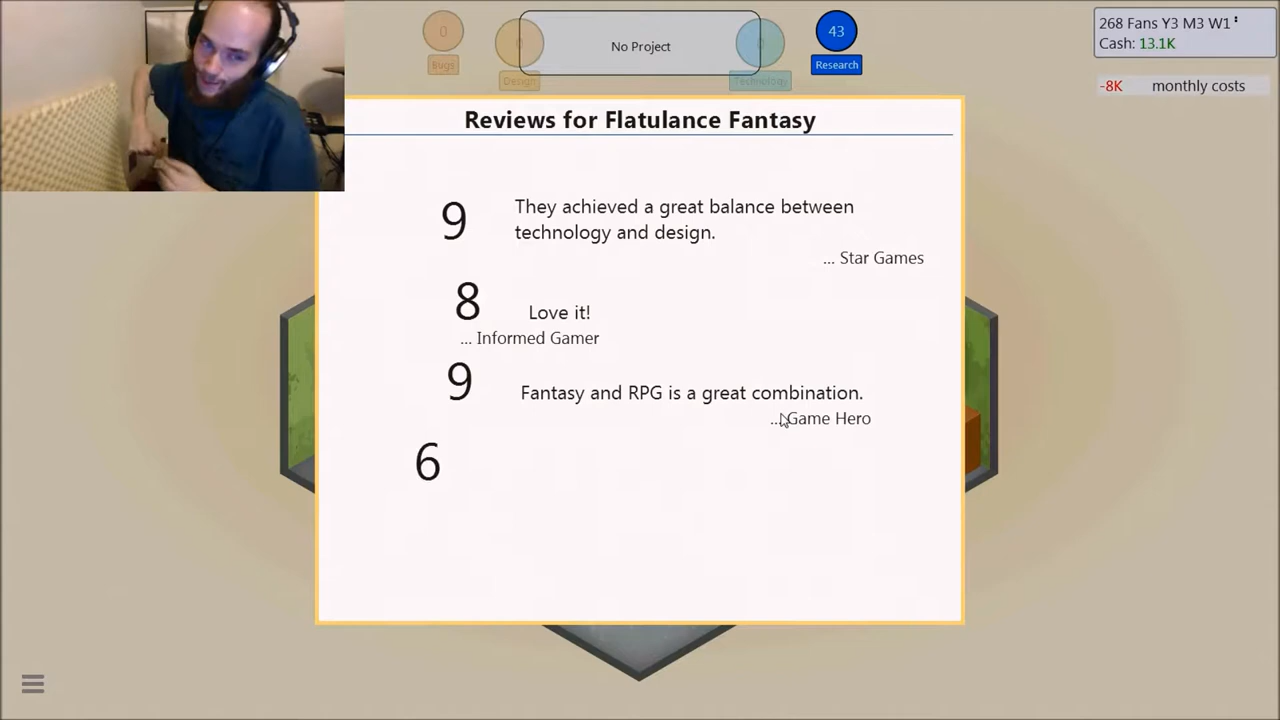 0
Bugs
Design
No Project
Technology
43
Research
268 Fans Y3 M3 W1
Cash: 13.1K
-8K monthly costs
Reviews for Flatulance Fantasy
9
They achieved a great balance between
technology and design.
... Star Games
8
Love it!
... Informed Gamer
9
Fantasy and RPG is a great combination.
... Game Hero
6